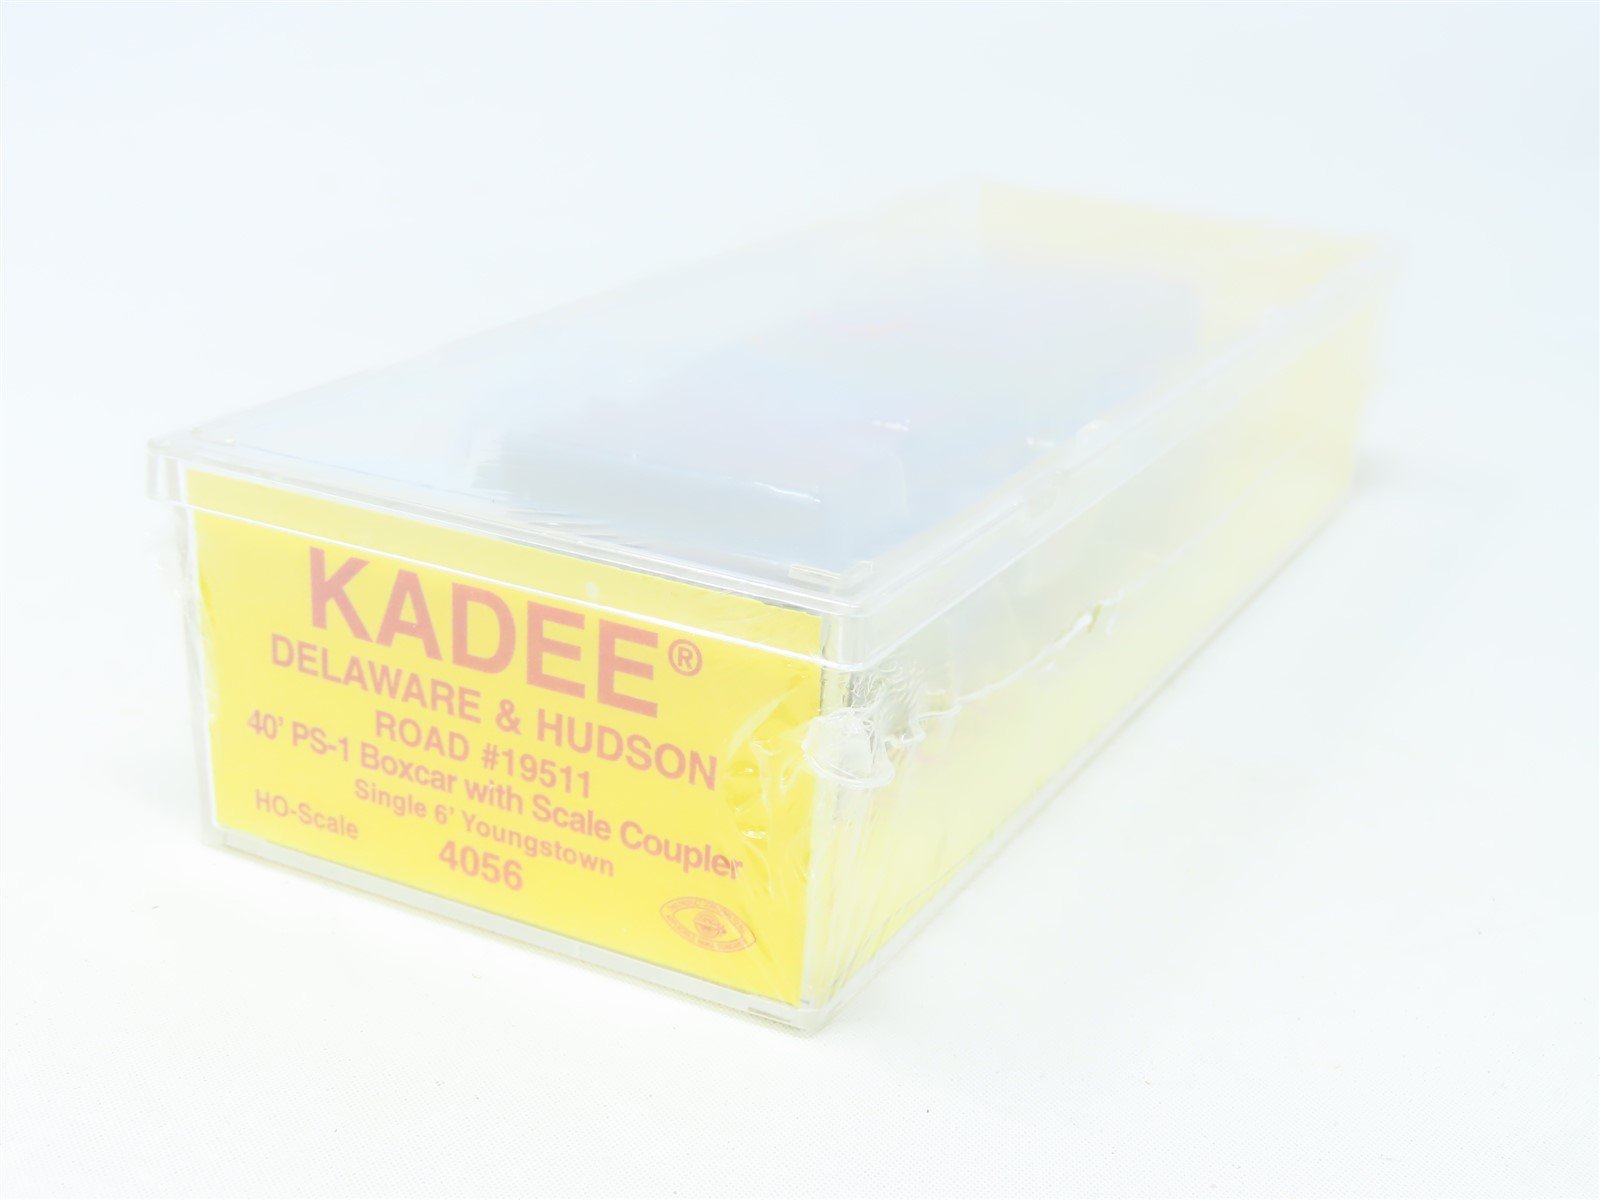 KADEE®
DELAWARE & HUDSON
ROAD #19511
40' PS-1 Boxcar with Scale Coupler
Single 6' Youngstown
HO-Scale
4056